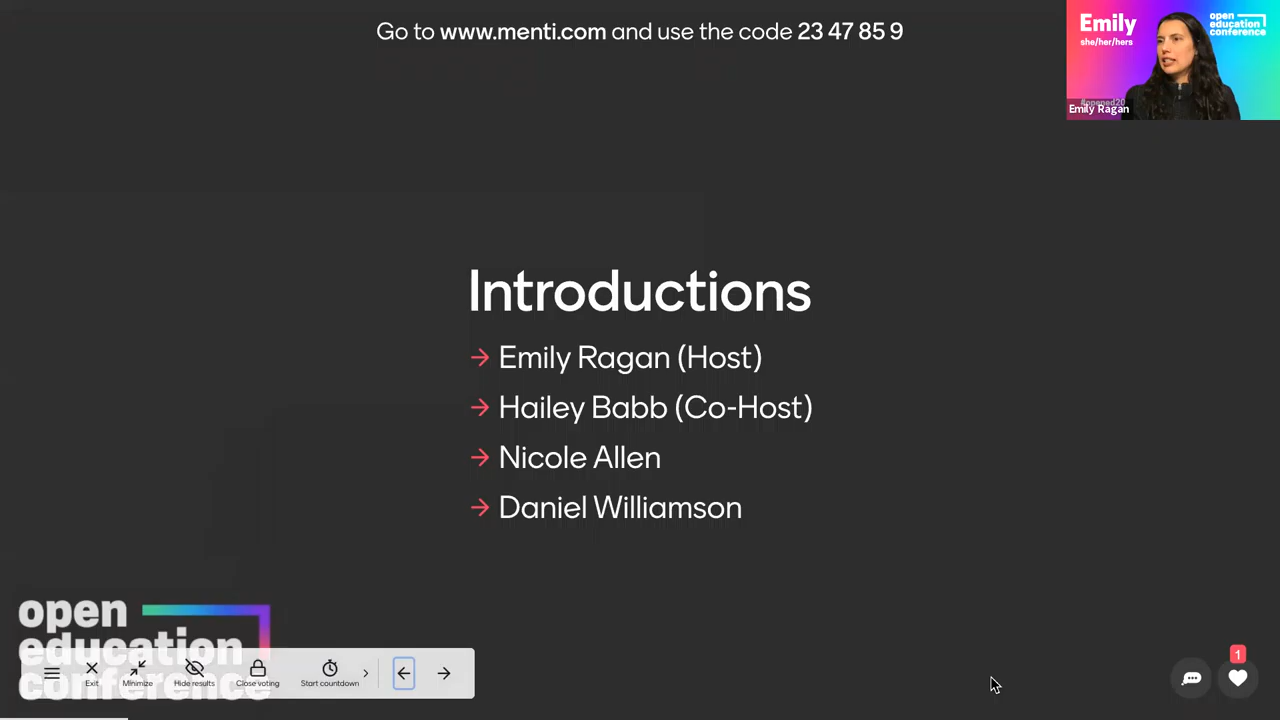 Go to www.menti.com and use the code 23 47 85 9
Emily
she/her/hers
open
education
conference
#opened20
Emily Ragan
Introductions
→ Emily Ragan (Host)
→ Hailey Babb (Co-Host)
→ Nicole Allen
→ Daniel Williamson
open
education
conference
Exit
Minimize
Hide results
Close voting
Start countdown
1